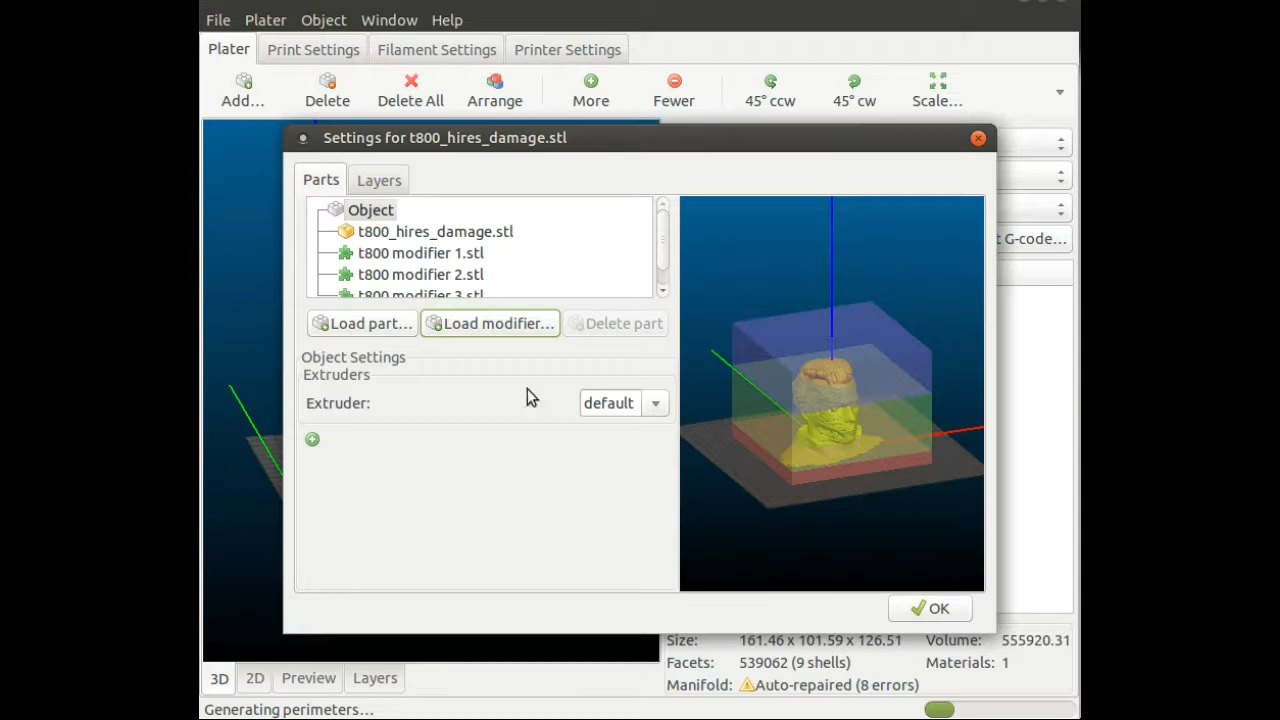 File Plater Object Window Help
Plater Print Settings Filament Settings Printer Settings
Add... Delete Delete All Arrange More Fewer 45° ccw 45° cw Scale...
Settings for t800_hires_damage.stl
Parts Layers
Object
t800_hires_damage.stl
t800 modifier 1.stl
t800 modifier 2.stl
t800 modifier 3.stl
Load part... Load modifier... Delete part
Object Settings
Extruders
Extruder: default
G-code...
OK
Size: 161.46 x 101.59 x 126.51 Volume: 555920.31
Facets: 539062 (9 shells) Materials: 1
Manifold: Auto-repaired (8 errors)
3D 2D Preview Layers
Generating perimeters...